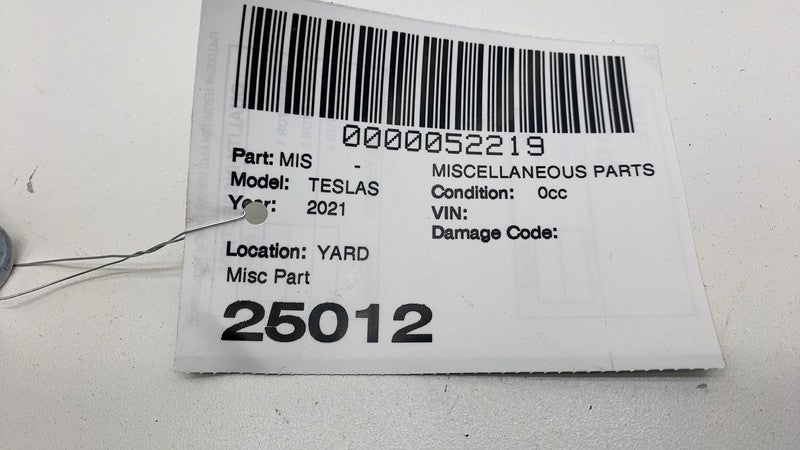 0000052219
Part: MIS -
MISCELLANEOUS PARTS
Model: TESLAS
Condition: 0cc
Year: 2021
VIN:
Damage Code:
Location: YARD
Misc Part
25012